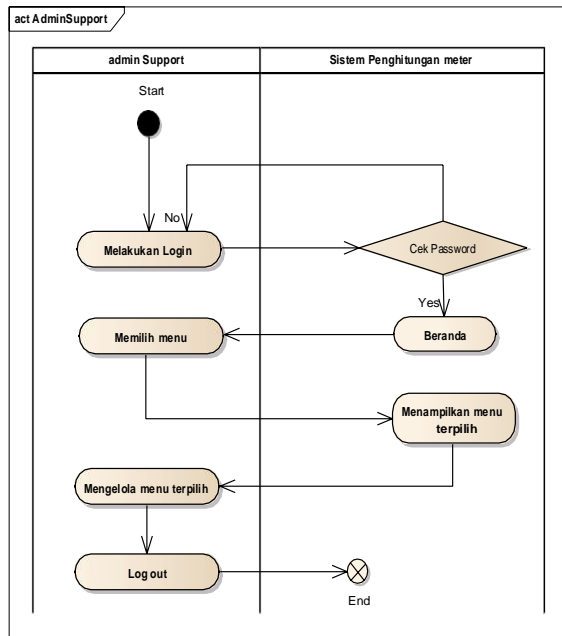 act AdminSupport
admin Support
Sistem Penghitungan meter
Start
No
Melakukan Login
Cek Password
Yes
Memilih menu
Beranda
Menampilkan menu
terpilih
Mengelola menu terpilih
Log out
End